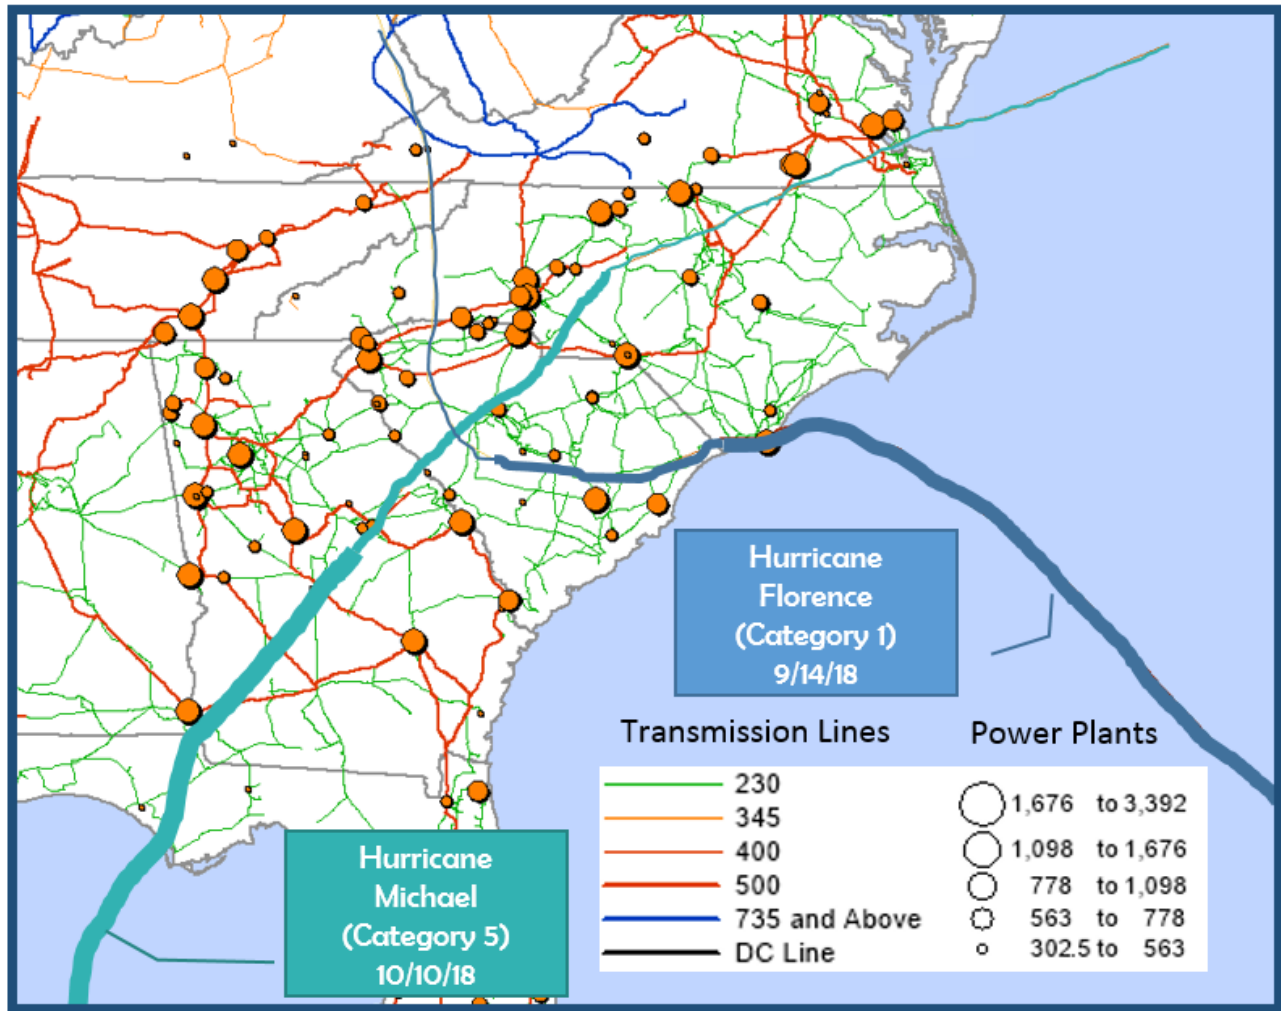 Hurricane
Florence
(Category 1)
9/14/18
Transmission Lines
230
345
400
500
735 and Above
DC Line
Power Plants
1,676 to 3,392
1,098 to 1,676
778 to 1,098
563 to 778
302.5 to 563
Hurricane
Michael
(Category 5)
10/10/18